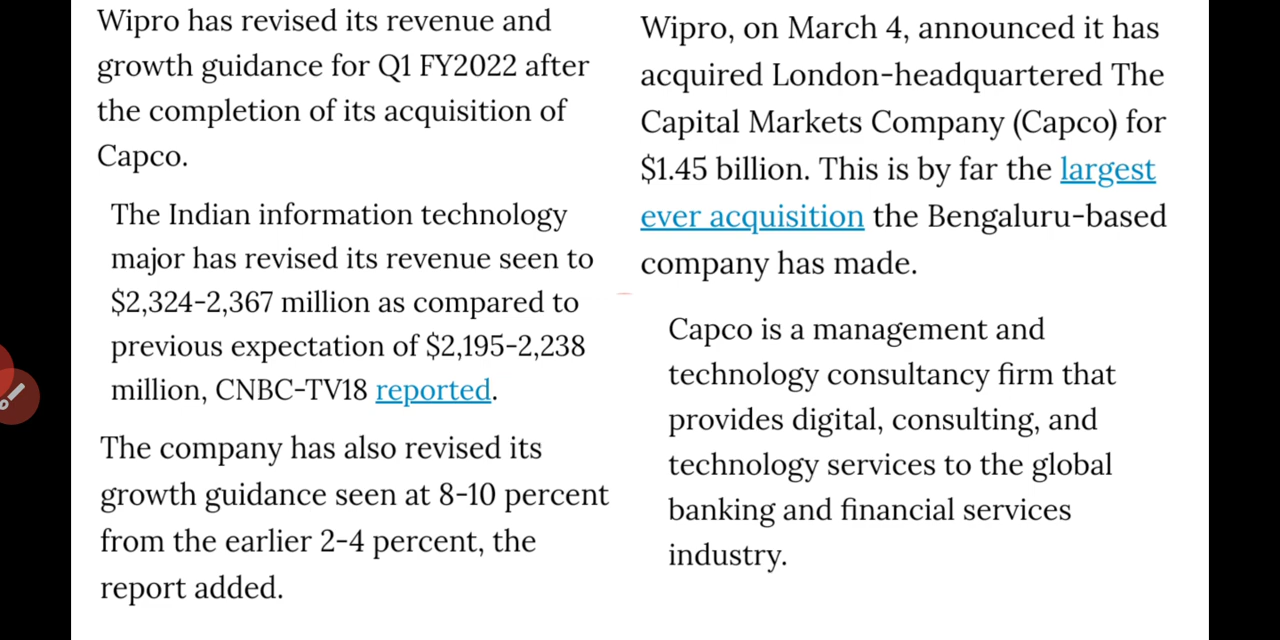 Wipro has revised its revenue and
growth guidance for Q1 FY2022 after
the completion of its acquisition of
Capco.
The Indian information technology
major has revised its revenue seen to
$2,324-2,367 million as compared to
previous expectation of $2,195-2,238
million, CNBC-TV18 reported.
The company has also revised its
growth guidance seen at 8-10 percent
from the earlier 2-4 percent, the
report added.
Wipro, on March 4, announced it has
acquired London-headquartered The
Capital Markets Company (Capco) for
$1.45 billion. This is by far the largest
ever acquisition the Bengaluru-based
company has made.
Capco is a management and
technology consultancy firm that
provides digital, consulting, and
technology services to the global
banking and financial services
industry.